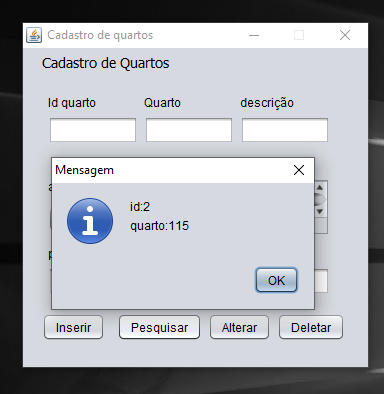 Cadastro de quartos
Cadastro de Quartos
Id quarto Quarto descrição
Mensagem
id:2
quarto:115
OK
Inserir Pesquisar Alterar Deletar